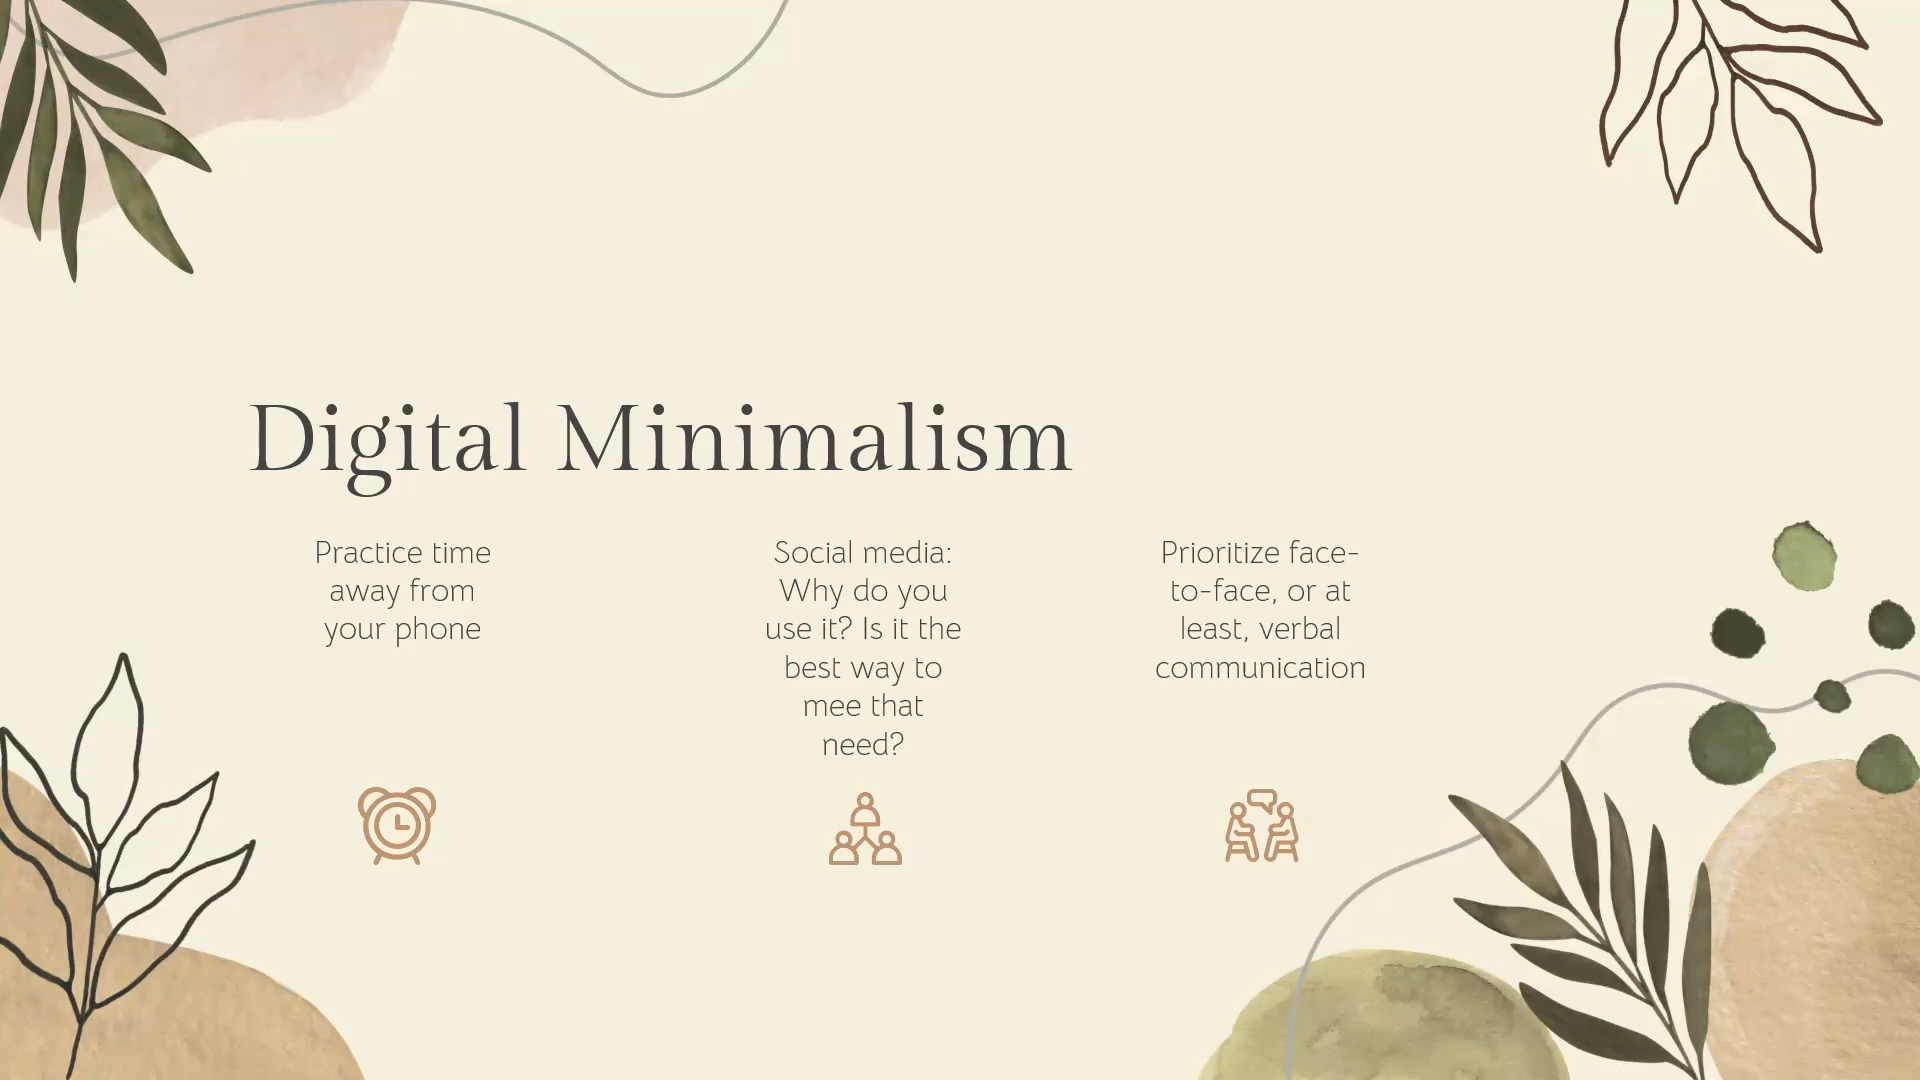 Digital Minimalism
Practice time
away from
your phone
Social media:
Why do you
use it? Is it the
best way to
mee that
need?
Prioritize face-
to-face, or at
least, verbal
communication